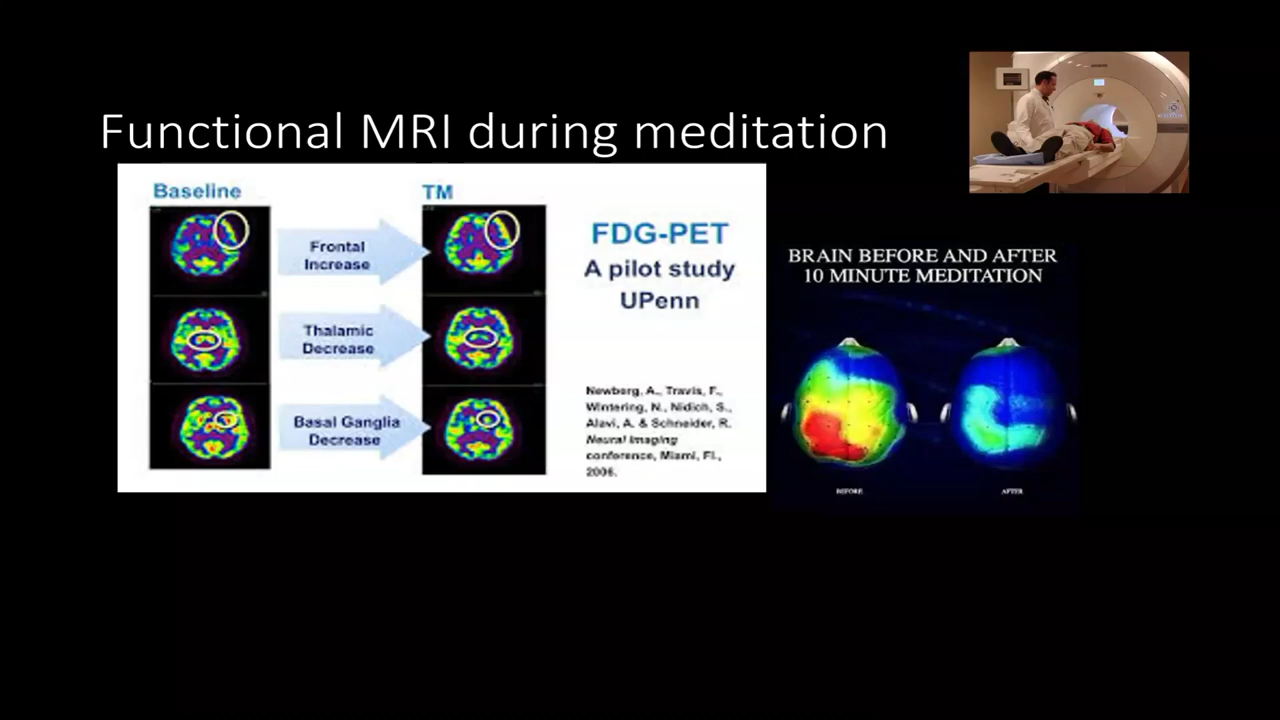 Functional MRI during meditation
Baseline
TM
Frontal
Increase
Thalamic
Decrease
Basal Ganglia
Decrease
FDG-PET
A pilot study
UPenn
Newberg, A., Travis, F.,
Wintering, N., Nidich, S.,
Alavi, A. & Schneider, R.
Neural Imaging
conference, Miami, Fl.,
2006.
BRAIN BEFORE AND AFTER
10 MINUTE MEDITATION
BEFORE
AFTER